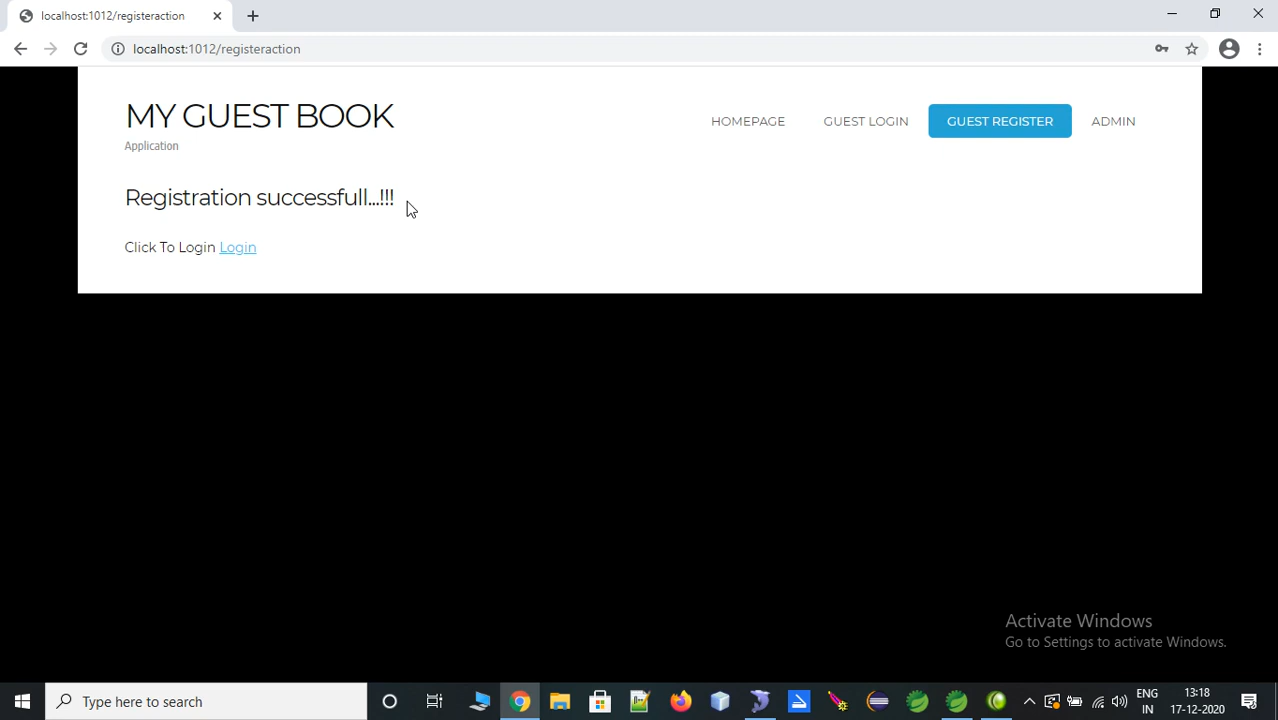 localhost:1012/registeraction
localhost:1012/registeraction
MY GUEST BOOK
Application
HOMEPAGE
GUEST LOGIN
GUEST REGISTER
ADMIN
Registration successfull...!!!
Click To Login Login
Activate Windows
Go to Settings to activate Windows.
Type here to search
ENG
IN
13:18
17-12-2020